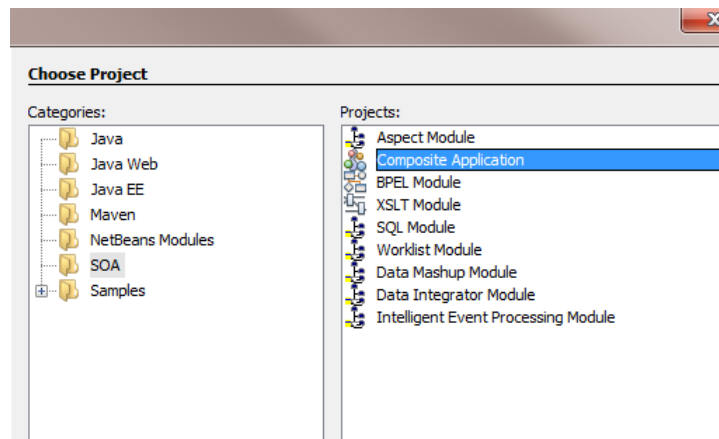 Choose Project
Categories:
Java
Java Web
Java EE
Maven
NetBeans Modules
SOA
Samples
Projects:
Aspect Module
Composite Application
BPEL Module
XSLT Module
SQL Module
Worklist Module
Data Mashup Module
Data Integrator Module
Intelligent Event Processing Module